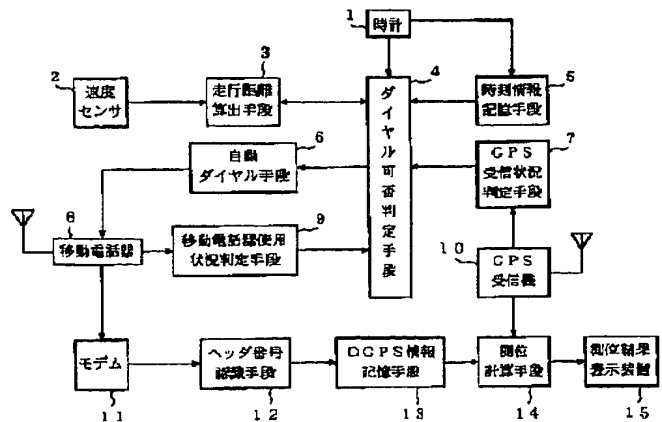 1
時計
2
速度
センサ
3
走行距離
算出手段
4
ダイヤル可否判定手段
5
時刻情報
記憶手段
6
自動
ダイヤル手段
7
GPS
受信状況
判定手段
8
移動電話器
9
移動電話器使用
状況判定手段
10
GPS
受信機
モデム
11
ヘッダ番号
認識手段
12
DGPS情報
記憶手段
13
測位
計算手段
14
測位結果
表示装置
15